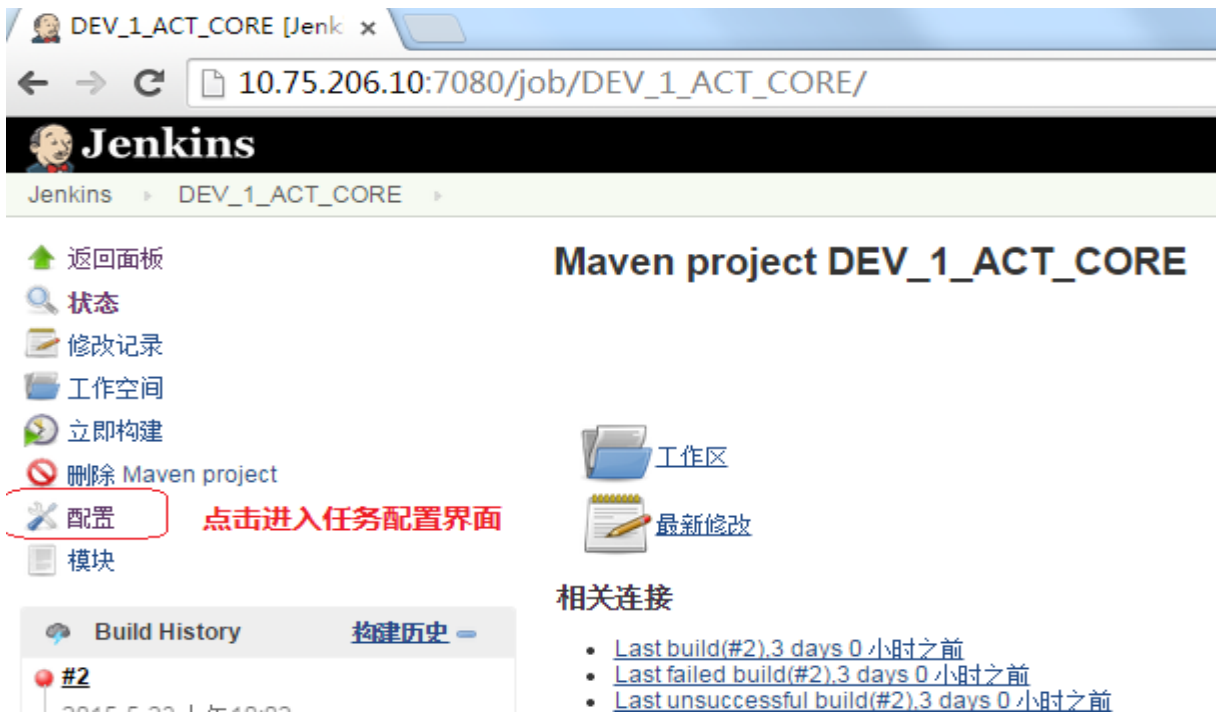 DEV_1_ACT_CORE [Jenk
10.75.206.10:7080/job/DEV_1_ACT_CORE/
Jenkins
Jenkins DEV_1_ACT_CORE
返回面板
状态
修改记录
工作空间
立即构建
删除 Maven project
配置 点击进入任务配置界面
模块
Build History 构建历史
#2
Maven project DEV_1_ACT_CORE
工作区
最新修改
相关连接
Last build(#2),3 days 0 小时之前
Last failed build(#2),3 days 0 小时之前
Last unsuccessful build(#2),3 days 0 小时之前